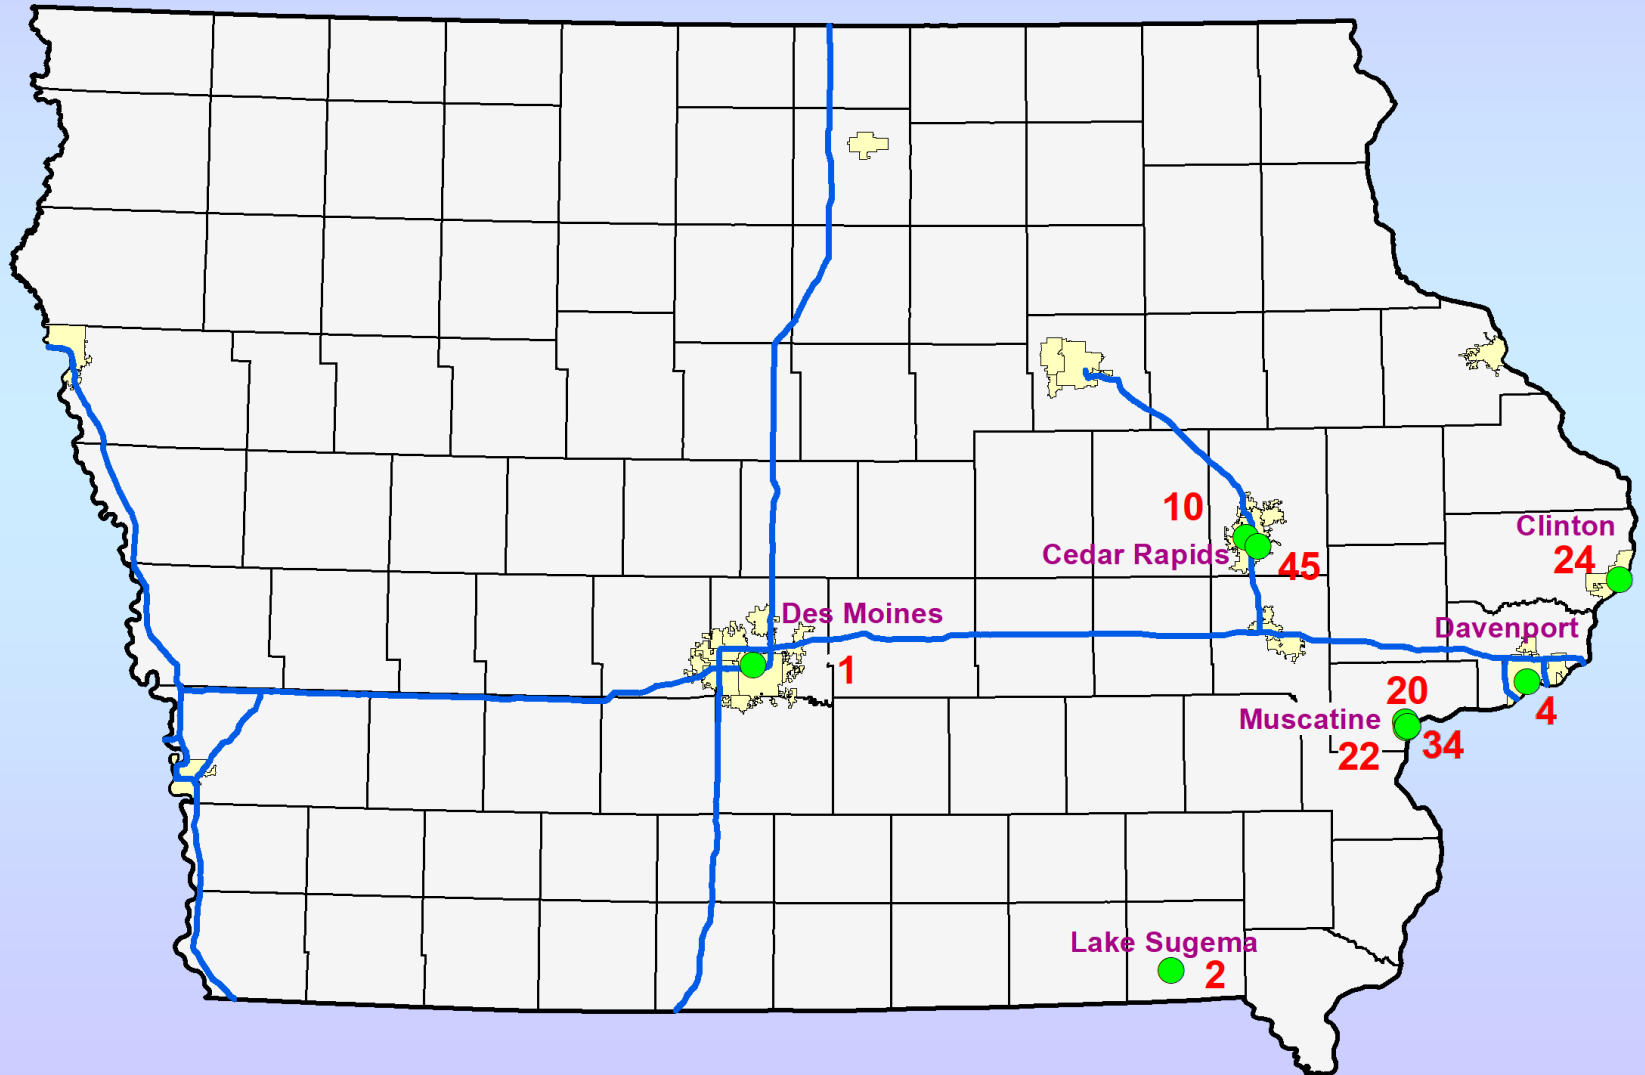 10
Clinton
Cedar Rapids
24
45
Des Moines
Davenport
1
20
4
Muscatine
34
22
Lake Sugema
2